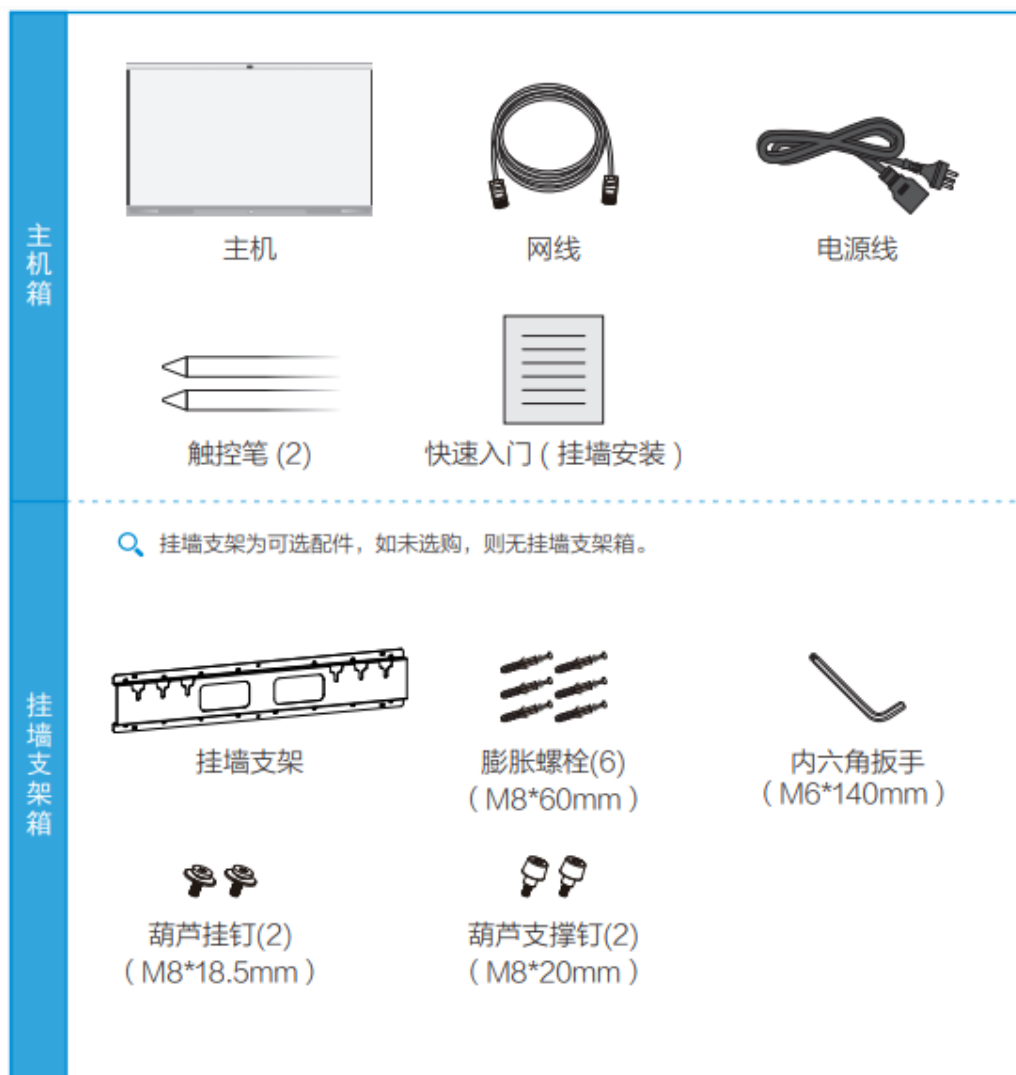 主机箱
主机
网线
电源线
触控笔 (2)
快速入门 ( 挂墙安装 )
挂墙支架箱
挂墙支架为可选配件，如未选购，则无挂墙支架箱。
挂墙支架
膨胀螺栓(6)
( M8*60mm )
内六角扳手
( M6*140mm )
葫芦挂钉(2)
( M8*18.5mm )
葫芦支撑钉(2)
( M8*20mm )